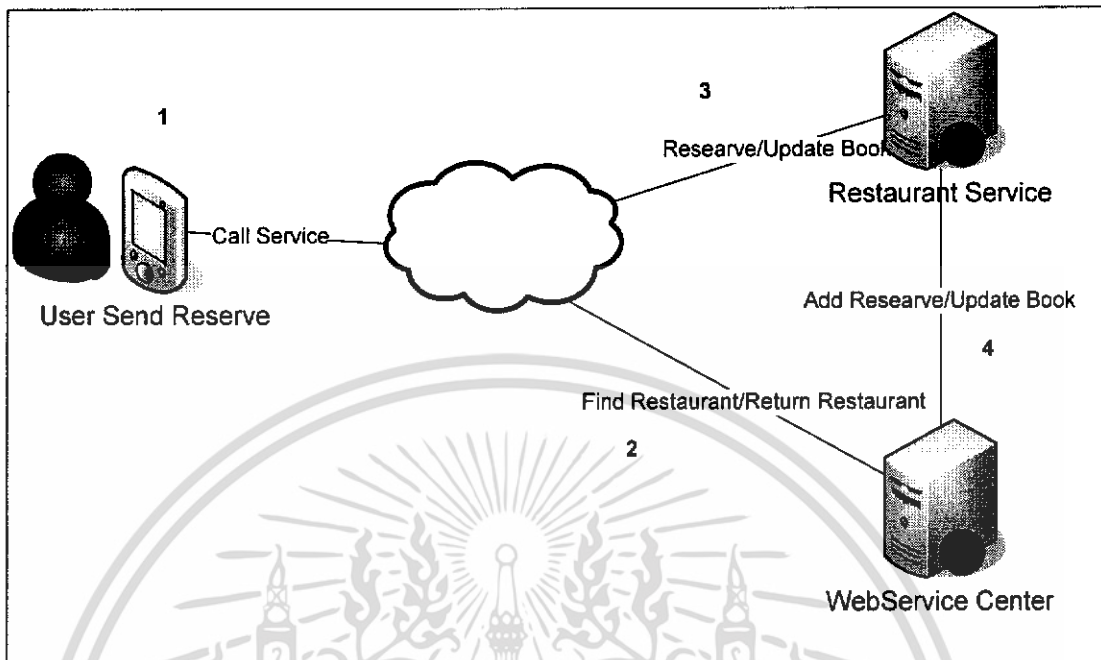 1
3
Researve/Update Book
Restaurant Service
Call Service
User Send Reserve
Add Researve/Update Book
4
Find Restaurant/Return Restaurant
2
WebService Center